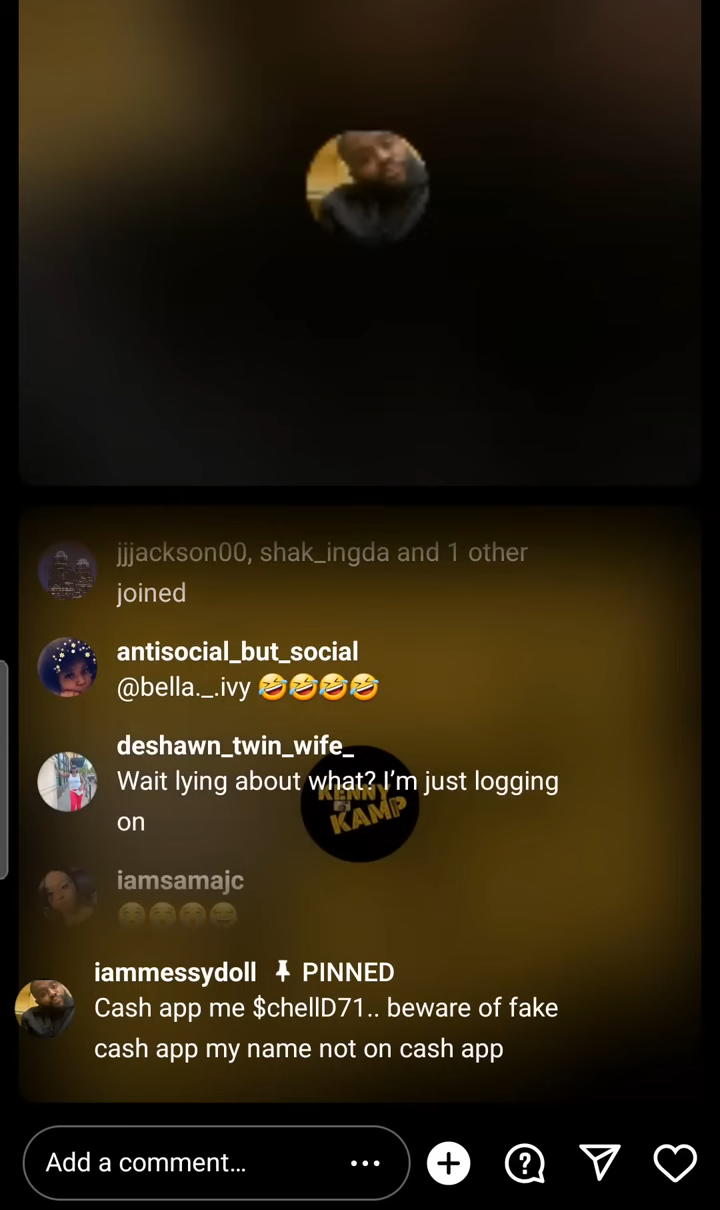 jjjackson00, shak_ingda and 1 other
joined
antisocial_but_social
@bella._.ivy 🤣🤣🤣🤣
deshawn_twin_wife_
Wait lying about what? I’m just logging
on
KENNY
KAMP
iamsamajc
iammessydoll PINNED
Cash app me $chellD71.. beware of fake
cash app my name not on cash app
Add a comment...